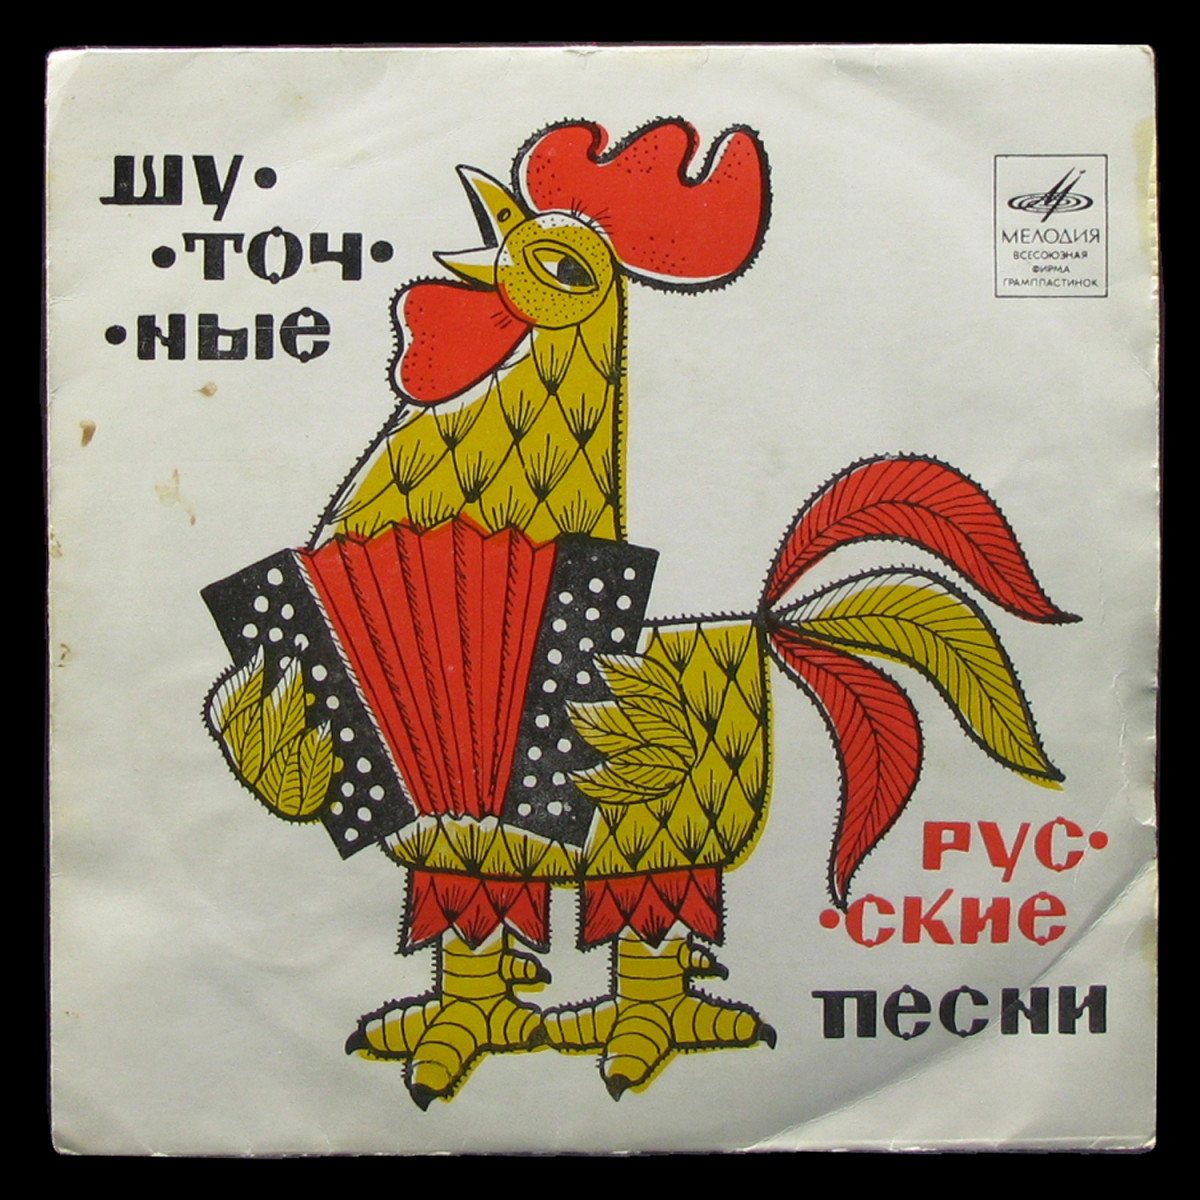 ШУ•
•ТОЧ•
•НЫЕ
МЕЛОДИЯ
ВСЕСОЮЗНАЯ
ФИРМА
ГРАМПЛАСТИНОК
РУС•
•СКИЕ
ПЕСНИ